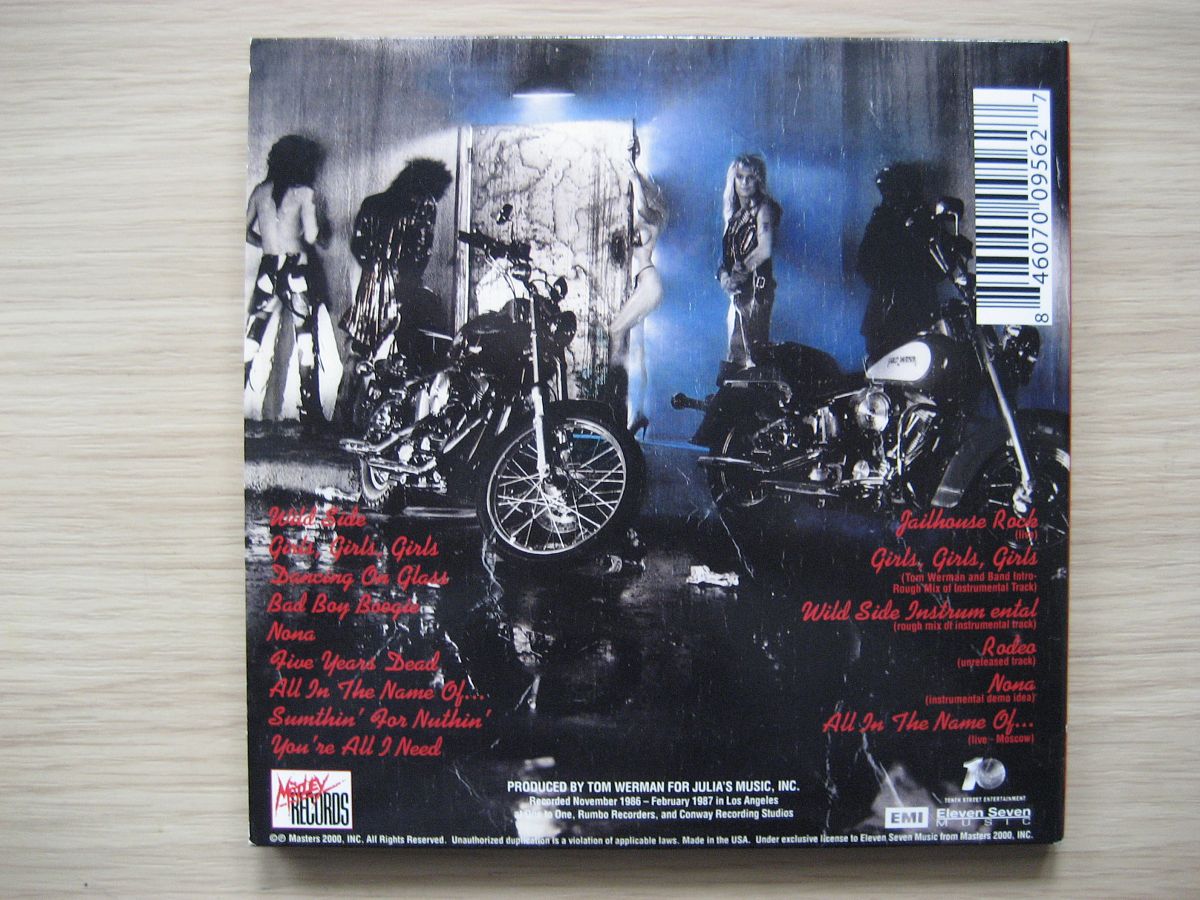 8 46070 09562 7
HARLEY-DAVIDSON
Wild Side
Girls, Girls, Girls
Dancing On Glass
Bad Boy Boogie
Nona
Five Years Dead
All In The Name Of...
Sumthin' For Nuthin'
You're All I Need
Jailhouse Rock
(live)
Girls, Girls, Girls
(Tom Werman and Band Intro-
Rough Mix of Instrumental Track)
Wild Side Instrum ental
(rough mix of instrumental track)
Rodeo
(unreleased track)
Nona
(instrumental demo idea)
All In The Name Of...
(live - Moscow)
MÖTLEY
RECORDS
PRODUCED BY TOM WERMAN FOR JULIA'S MUSIC, INC.
Recorded November 1986 – February 1987 in Los Angeles
at One to One, Rumbo Recorders, and Conway Recording Studios
10
TENTH STREET ENTERTAINMENT
EMI
Eleven Seven
MUSIC
©℗ Masters 2000, INC. All Rights Reserved. Unauthorized duplication is a violation of applicable laws. Made in the USA. Under exclusive license to Eleven Seven Music from Masters 2000, INC.